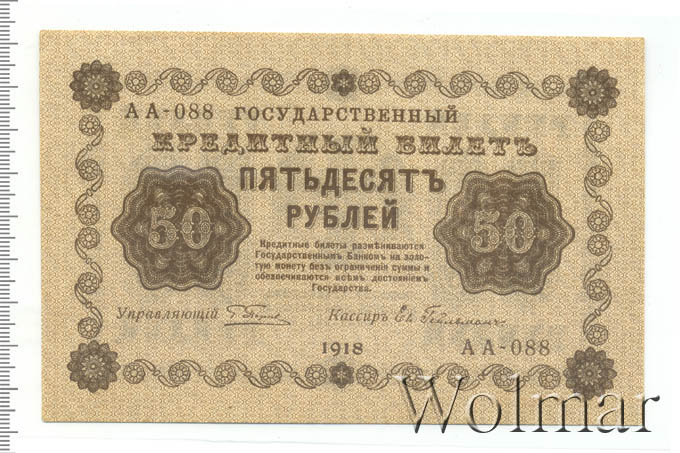 АА-088 ГОСУДАРСТВЕННЫЙ
КРЕДИТНЫЙ БИЛЕТЪ
ПЯТЬДЕСЯТЪ
РУБЛЕЙ
50
50
Кредитные билеты размѣниваются
Государственнымъ Банкомъ на золо-
тую монету безъ ограниченія суммы и
обезпечиваются всѣмъ достояніемъ
Государства.
Управляющій
Кассиръ
1918
АА-088
Wolmar